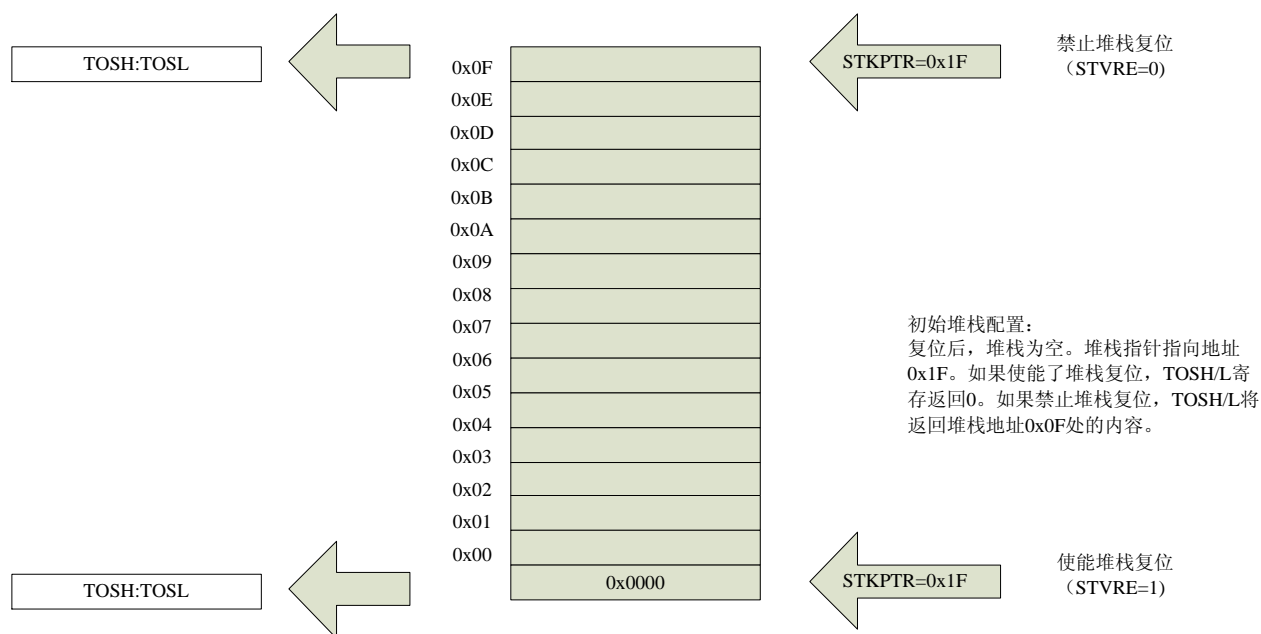 禁止堆栈复位
（STVRE=0)
TOSH:TOSL
STKPTR=0x1F
0x0F
0x0E
0x0D
0x0C
0x0B
0x0A
0x09
0x08
0x07
0x06
0x05
0x04
0x03
0x02
0x01
0x00
初始堆栈配置：
复位后，堆栈为空。堆栈指针指向地址
0x1F。如果使能了堆栈复位，TOSH/L寄
存返回0。如果禁止堆栈复位，TOSH/L将
返回堆栈地址0x0F处的内容。
使能堆栈复位
（STVRE=1)
TOSH:TOSL
0x0000
STKPTR=0x1F